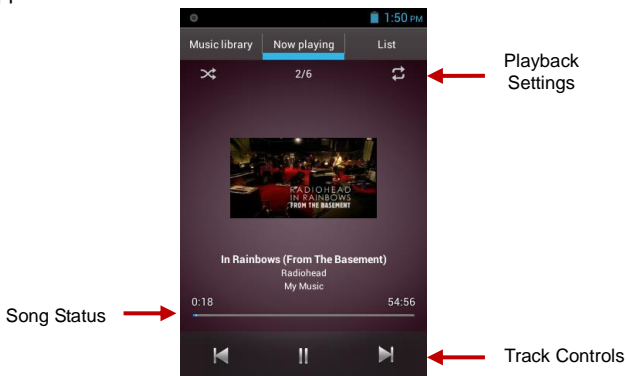 1:50 PM
Music library Now playing List
2/6
Playback
Settings
RADIOHEAD
IN RAINBOWS
FROM THE BASEMENT
In Rainbows (From The Basement)
Radiohead
My Music
0:18 54:56
Song Status
Track Controls